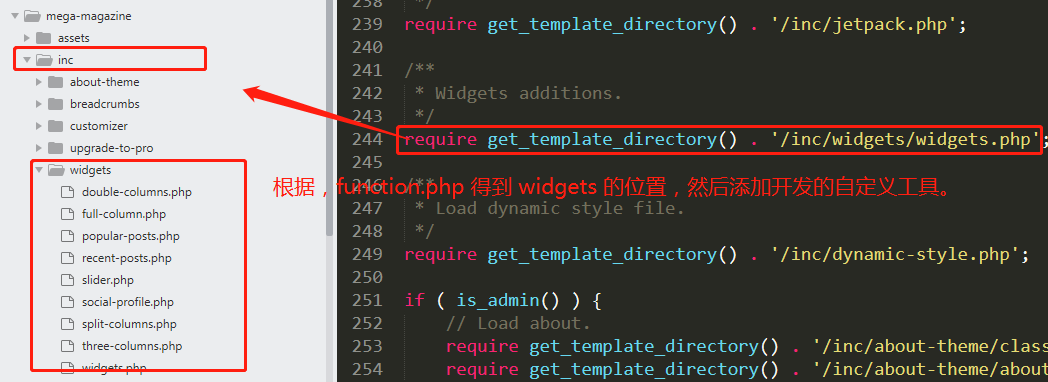 mega-magazine
assets
inc
about-theme
breadcrumbs
customizer
upgrade-to-pro
widgets
double-columns.php
full-column.php
popular-posts.php
recent-posts.php
slider.php
social-profile.php
split-columns.php
three-columns.php
widgets.php
238 */
239 require get_template_directory() . '/inc/jetpack.php';
240
241 /**
242 * Widgets additions.
243 */
244 require get_template_directory() . '/inc/widgets/widgets.php';
245
246 /**
根据，function.php 得到 widgets 的位置，然后添加开发的自定义工具。
247 * Load dynamic style file.
248 */
249 require get_template_directory() . '/inc/dynamic-style.php';
250
251 if ( is_admin() ) {
252 // Load about.
253 require get_template_directory() . '/inc/about-theme/class
254 require get_template_directory() . '/inc/about-theme/about